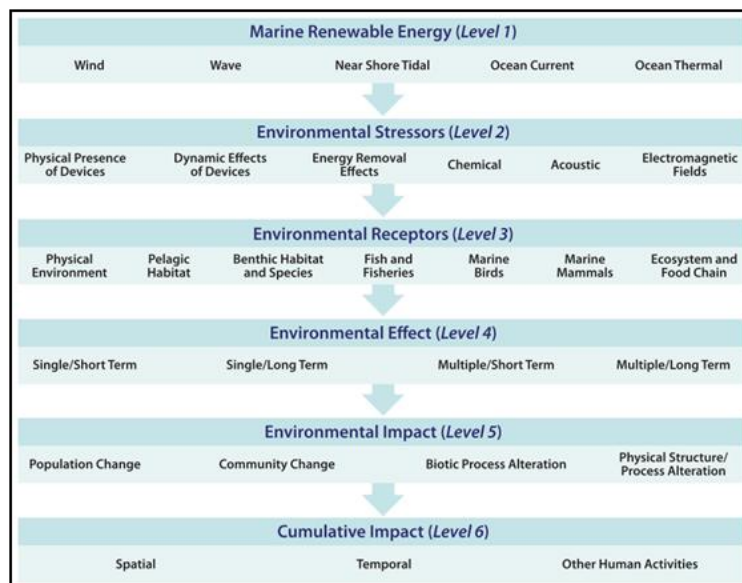 Marine Renewable Energy (Level 1)
Wind Wave Near Shore Tidal Ocean Current Ocean Thermal
Environmental Stressors (Level 2)
Physical Presence of Devices Dynamic Effects of Devices Energy Removal Effects Chemical Acoustic Electromagnetic Fields
Environmental Receptors (Level 3)
Physical Environment Pelagic Habitat Benthic Habitat and Species Fish and Fisheries Marine Birds Marine Mammals Ecosystem and Food Chain
Environmental Effect (Level 4)
Single/Short Term Single/Long Term Multiple/Short Term Multiple/Long Term
Environmental Impact (Level 5)
Population Change Community Change Biotic Process Alteration Physical Structure/ Process Alteration
Cumulative Impact (Level 6)
Spatial Temporal Other Human Activities